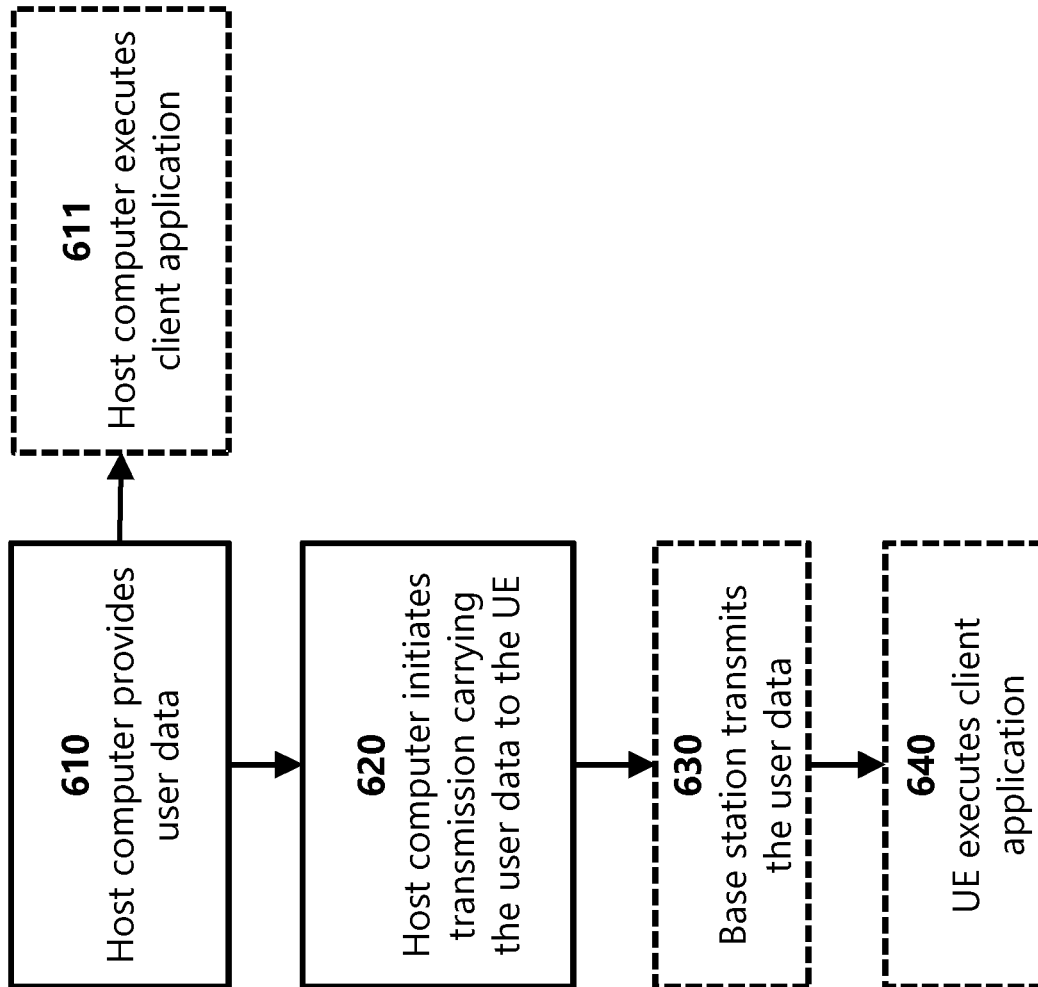 610
Host computer provides
user data
611
Host computer executes
client application
620
Host computer initiates
transmission carrying
the user data to the UE
630
Base station transmits
the user data
640
UE executes client
application